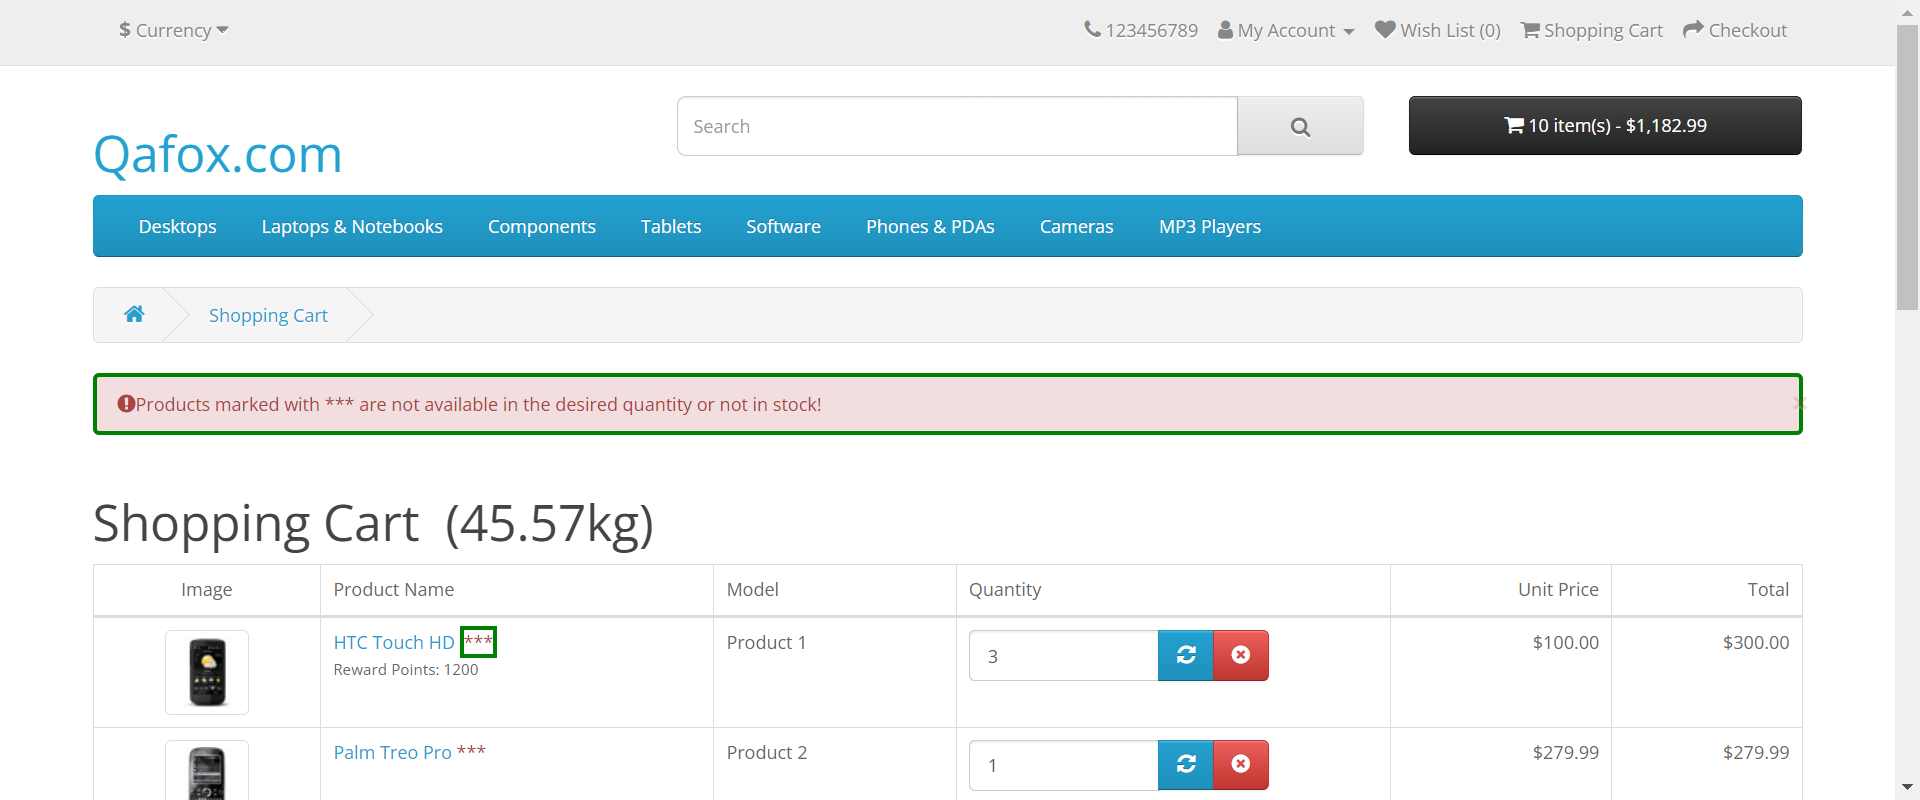 $ Currency
123456789 My Account Wish List (0) Shopping Cart Checkout
Search
10 item(s) - $1,182.99
Qafox.com
Desktops Laptops & Notebooks Components Tablets Software Phones & PDAs Cameras MP3 Players
Shopping Cart
Products marked with *** are not available in the desired quantity or not in stock!
×
Shopping Cart (45.57kg)
Image Product Name Model Quantity Unit Price Total
HTC Touch HD *** Product 1 3 $100.00 $300.00
Reward Points: 1200
Palm Treo Pro *** Product 2 1 $279.99 $279.99